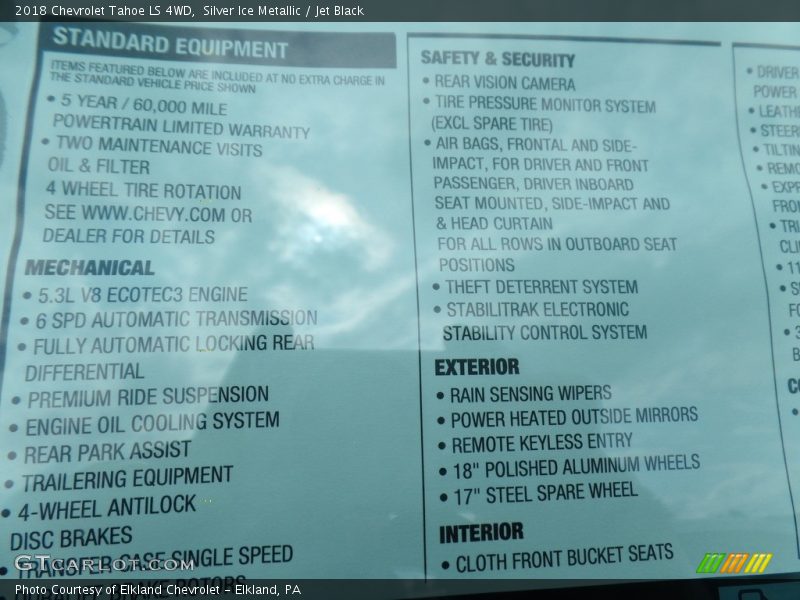 2018 Chevrolet Tahoe LS 4WD, Silver Ice Metallic / Jet Black
STANDARD EQUIPMENT
ITEMS FEATURED BELOW ARE INCLUDED AT NO EXTRA CHARGE IN
THE STANDARD VEHICLE PRICE SHOWN
• 5 YEAR / 60,000 MILE
POWERTRAIN LIMITED WARRANTY
• TWO MAINTENANCE VISITS
OIL & FILTER
4 WHEEL TIRE ROTATION
SEE WWW.CHEVY.COM OR
DEALER FOR DETAILS
MECHANICAL
• 5.3L V8 ECOTEC3 ENGINE
• 6 SPD AUTOMATIC TRANSMISSION
• FULLY AUTOMATIC LOCKING REAR
DIFFERENTIAL
• PREMIUM RIDE SUSPENSION
• ENGINE OIL COOLING SYSTEM
• REAR PARK ASSIST
• TRAILERING EQUIPMENT
• 4-WHEEL ANTILOCK
DISC BRAKES
• TRANSFER CASE SINGLE SPEED
SAFETY & SECURITY
• REAR VISION CAMERA
• TIRE PRESSURE MONITOR SYSTEM
(EXCL SPARE TIRE)
• AIR BAGS, FRONTAL AND SIDE-
IMPACT, FOR DRIVER AND FRONT
PASSENGER, DRIVER INBOARD
SEAT MOUNTED, SIDE-IMPACT AND
& HEAD CURTAIN
FOR ALL ROWS IN OUTBOARD SEAT
POSITIONS
• THEFT DETERRENT SYSTEM
• STABILITRAK ELECTRONIC
STABILITY CONTROL SYSTEM
EXTERIOR
• RAIN SENSING WIPERS
• POWER HEATED OUTSIDE MIRRORS
• REMOTE KEYLESS ENTRY
• 18" POLISHED ALUMINUM WHEELS
• 17" STEEL SPARE WHEEL
INTERIOR
• CLOTH FRONT BUCKET SEATS
• DRIVER
POWER
GTcarlot.com
Photo Courtesy of Elkland Chevrolet - Elkland, PA